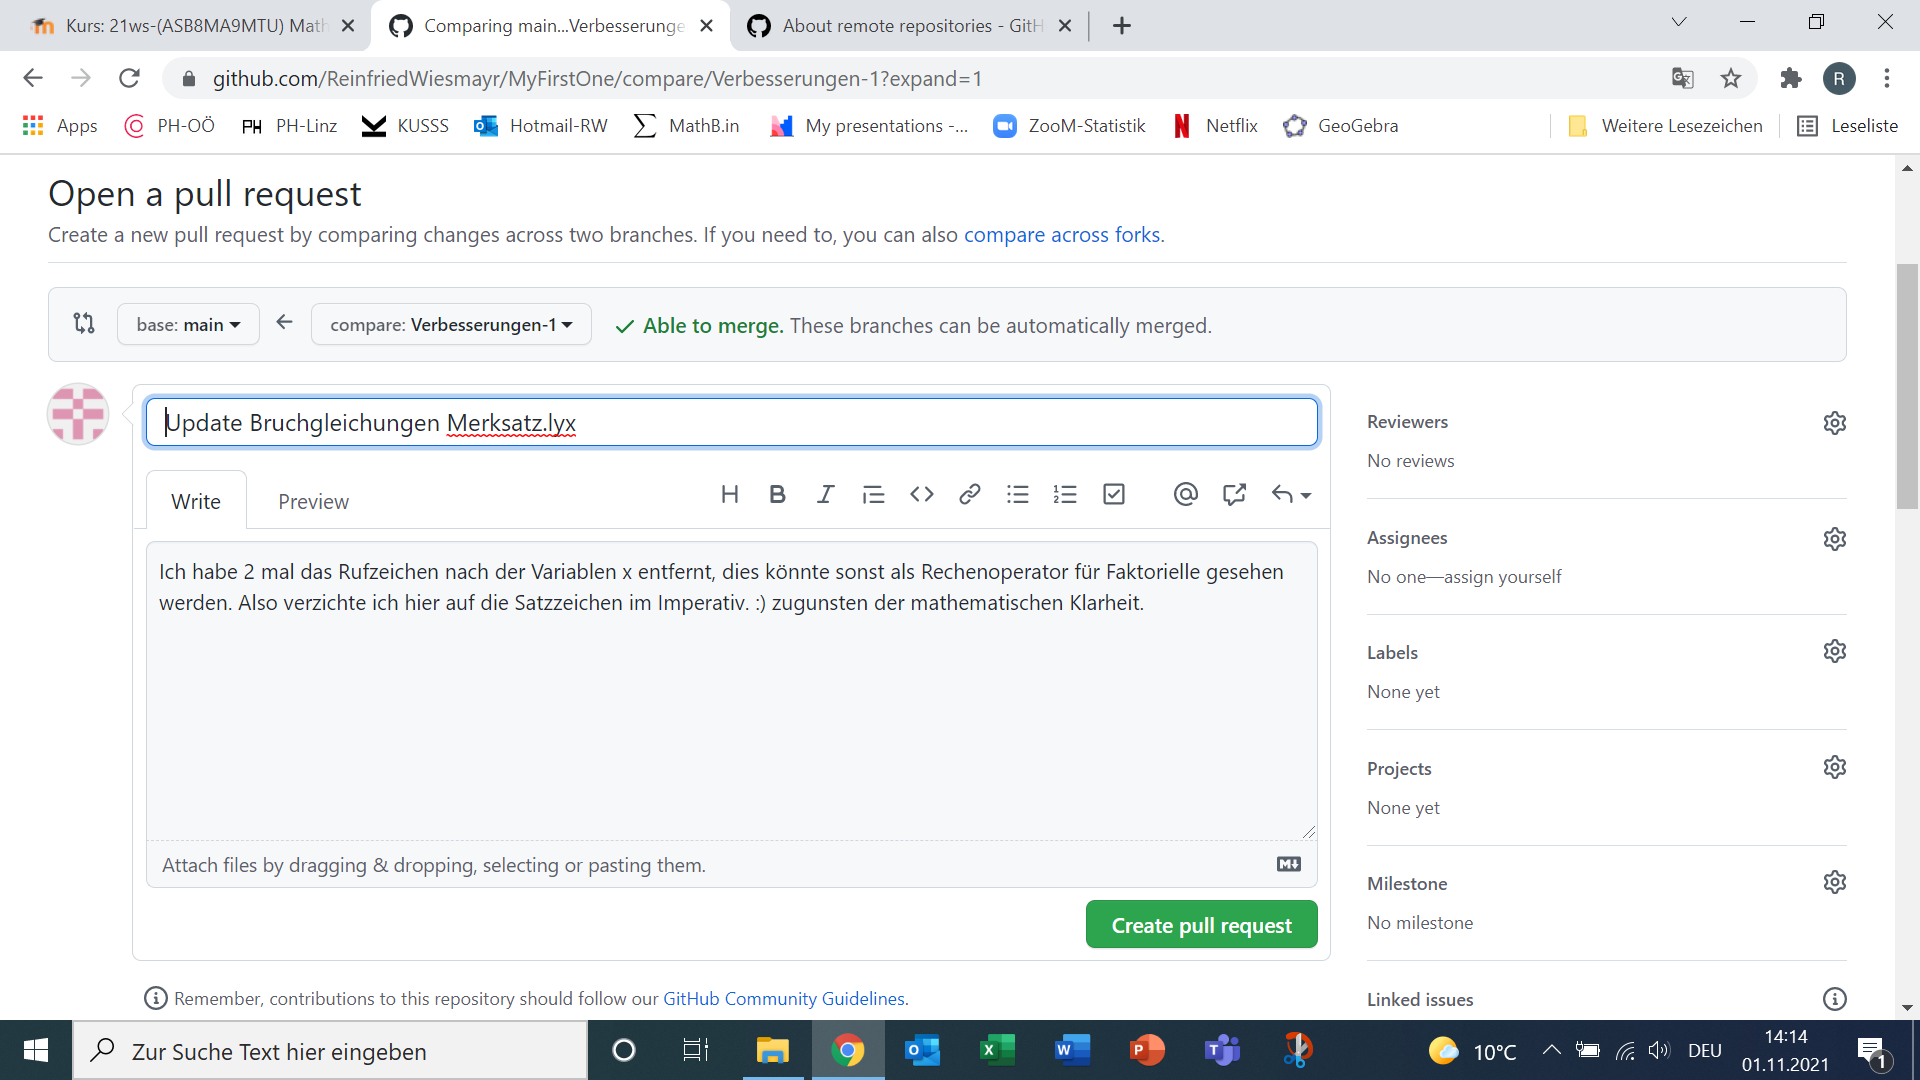 Kurs: 21ws-(ASB8MA9MTU) Math
Comparing main...Verbesserunge
About remote repositories - GitH
github.com/ReinfriedWiesmayr/MyFirstOne/compare/Verbesserungen-1?expand=1
R
Apps
PH-OÖ
PH PH-Linz
KUSSS
Hotmail-RW
MathB.in
My presentations -...
ZooM-Statistik
Netflix
GeoGebra
Weitere Lesezeichen
Leseliste
Open a pull request
Create a new pull request by comparing changes across two branches. If you need to, you can also compare across forks.
base: main
compare: Verbesserungen-1
Able to merge. These branches can be automatically merged.
Update Bruchgleichungen Merksatz.lyx
Write
Preview
Ich habe 2 mal das Rufzeichen nach der Variablen x entfernt, dies könnte sonst als Rechenoperator für Faktorielle gesehen
werden. Also verzichte ich hier auf die Satzzeichen im Imperativ. :) zugunsten der mathematischen Klarheit.
Attach files by dragging & dropping, selecting or pasting them.
Create pull request
Remember, contributions to this repository should follow our GitHub Community Guidelines.
Reviewers
No reviews
Assignees
No one—assign yourself
Labels
None yet
Projects
None yet
Milestone
No milestone
Linked issues
Zur Suche Text hier eingeben
10°C
DEU
14:14
01.11.2021
1